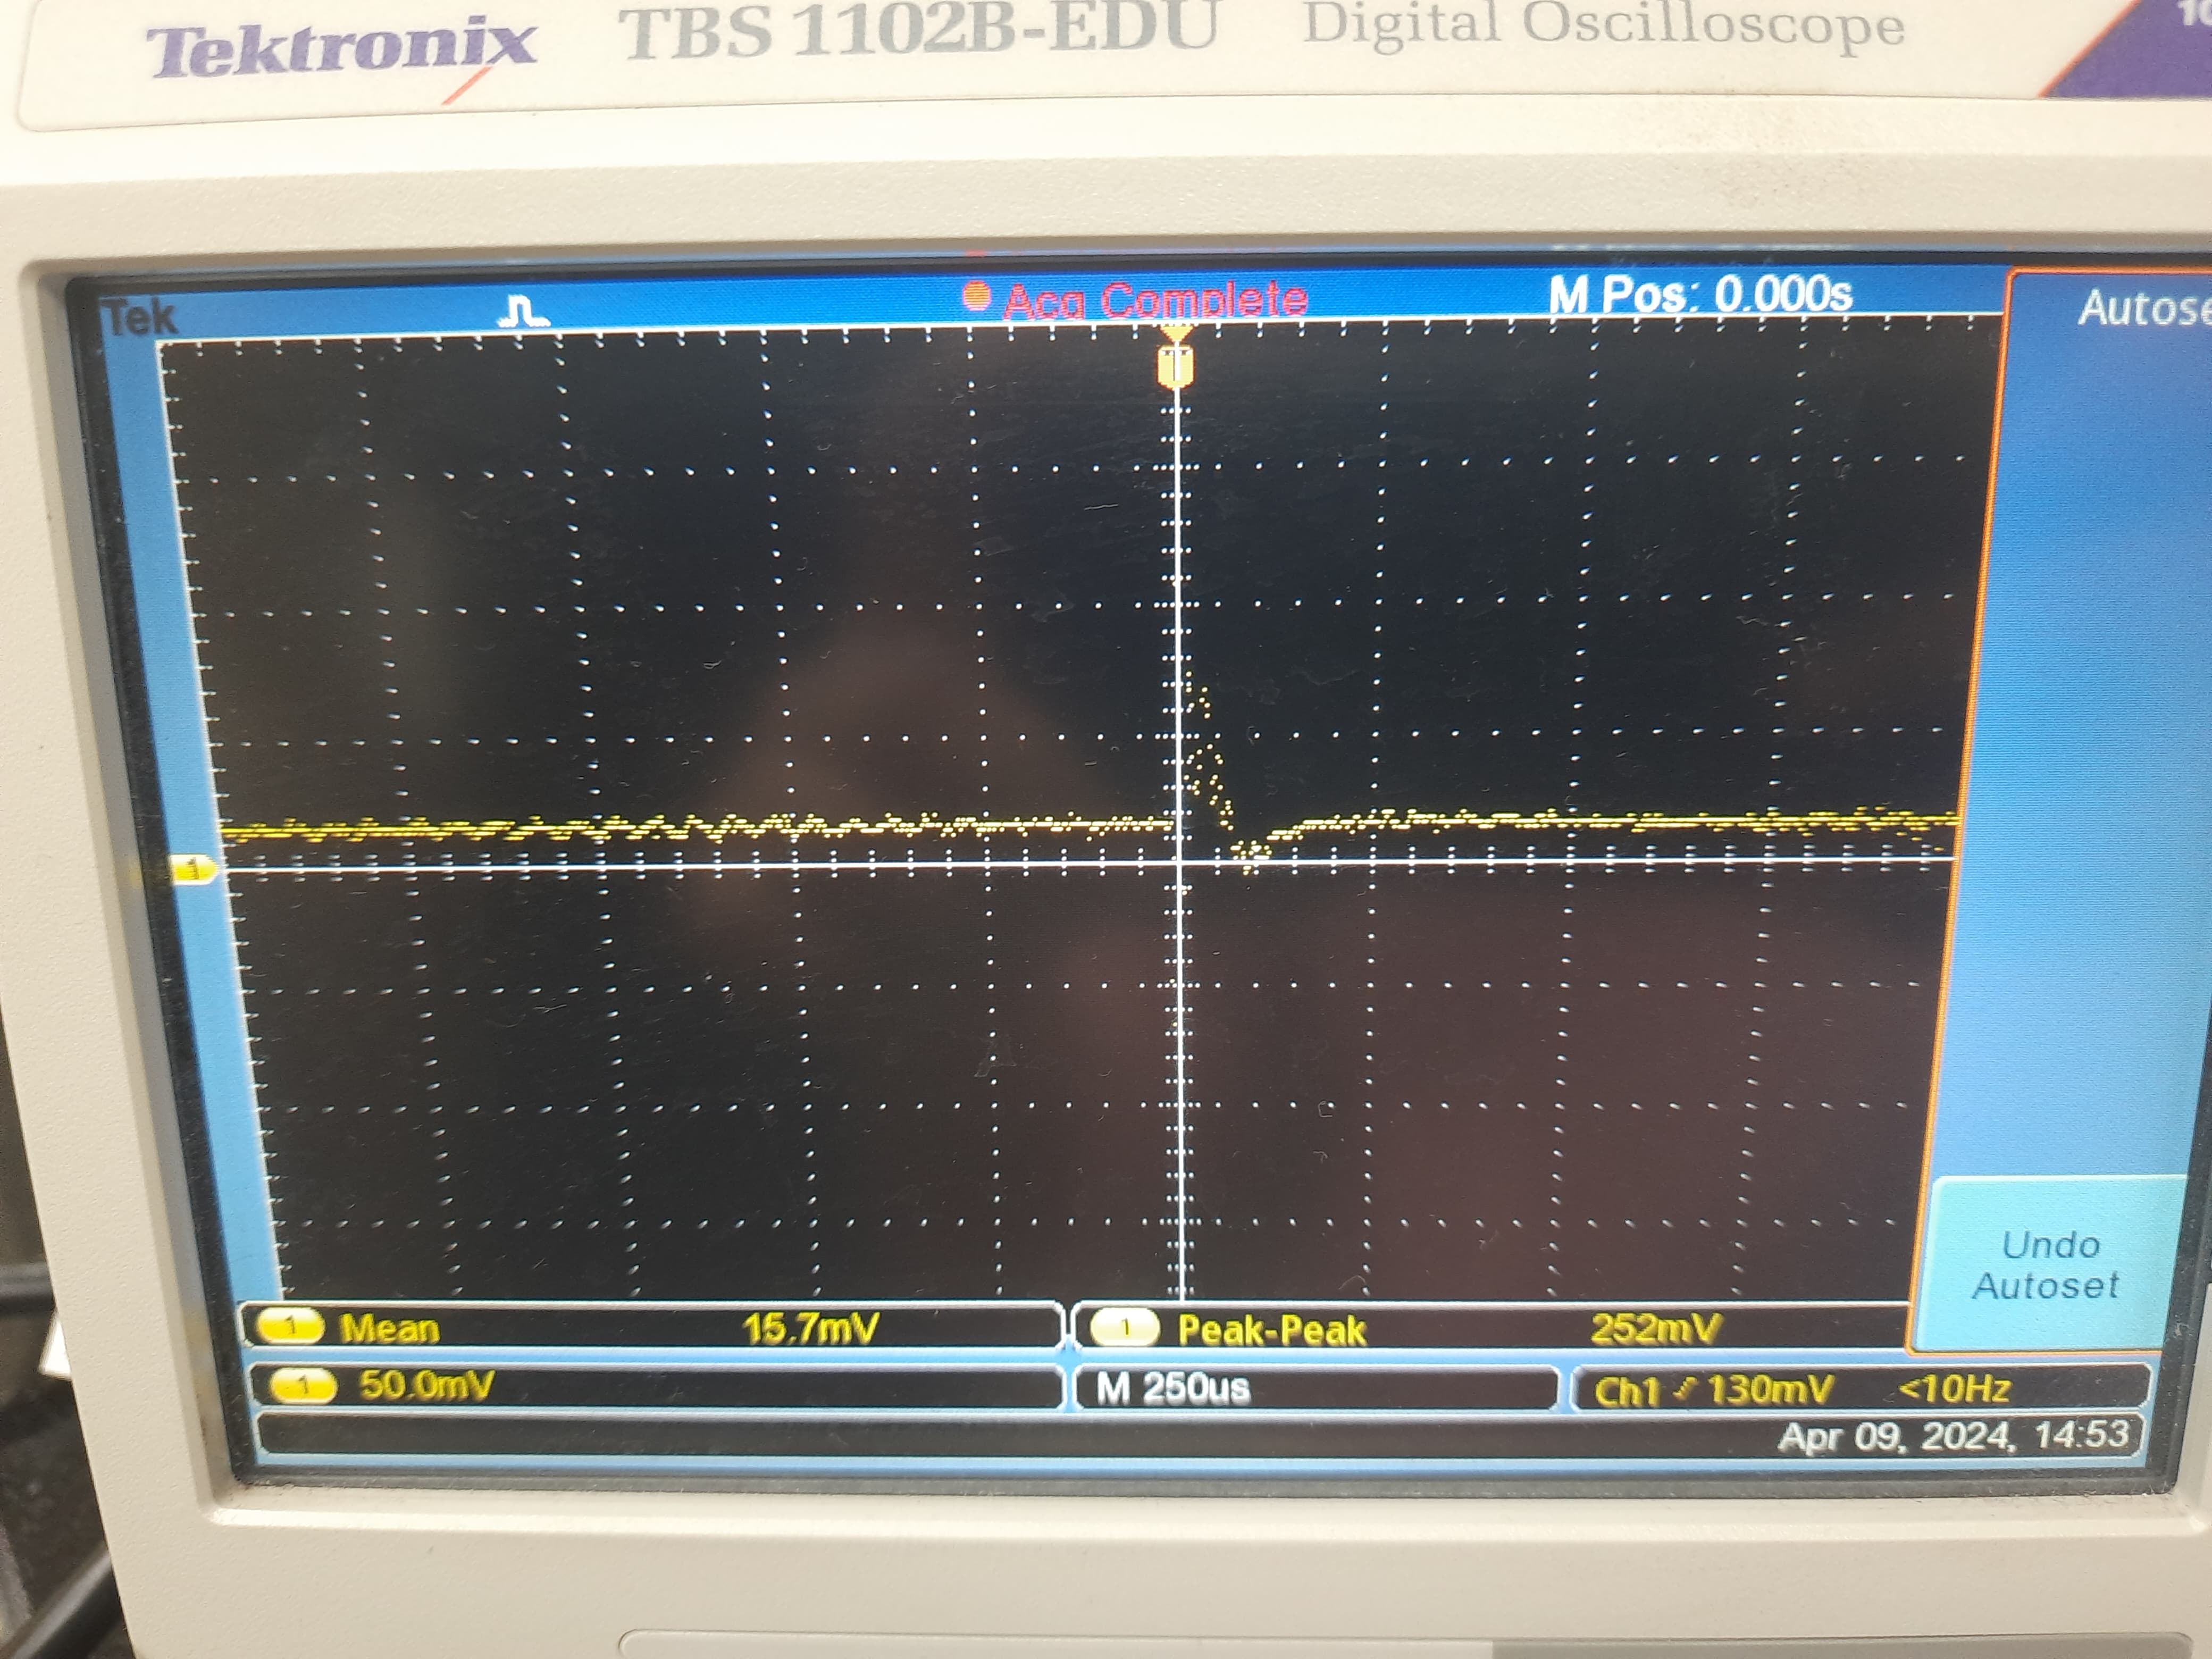 Tektronix TBS 1102B-EDU Digital Oscilloscope
Tek Acq Complete M Pos: 0.000s
T
1
1 Mean 15.7mV 1 Peak-Peak 252mV
Undo
Autoset
1 50.0mV M 250us Ch1 130mV <10Hz
Apr 09, 2024, 14:53